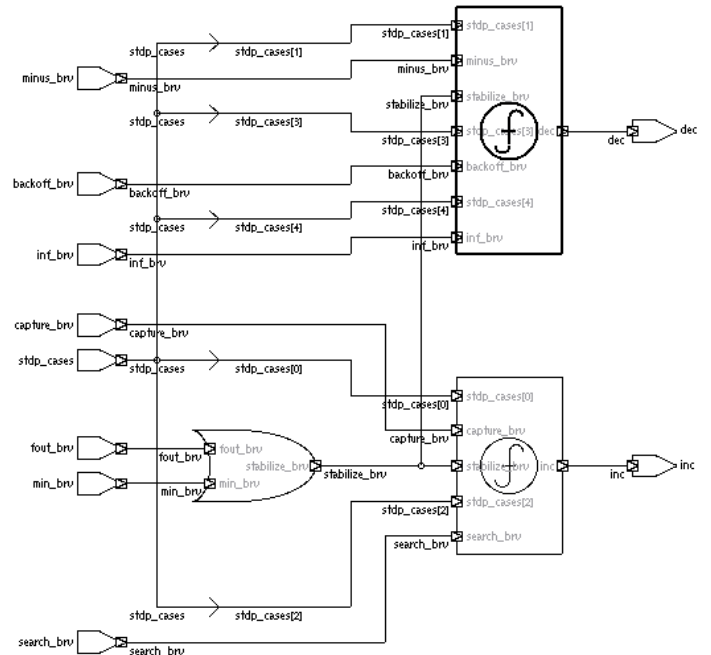 stdp_cases[1]
stdp_cases[1]
stdp_cases
stdp_cases[1]
minus_brv
minus_brv
minus_brv
minus_brv
stabilize_brv
stabilize_brv
stdp_cases
stdp_cases[3]
stdp_cases[3]
stdp_cases[3]
dec
dec
dec
backoff_brv
backoff_brv
backoff_brv
backoff_brv
stdp_cases
stdp_cases[4]
stdp_cases[4]
stdp_cases[4]
inf_brv
inf_brv
inf_brv
inf_brv
capture_brv
capture_brv
stdp_cases
stdp_cases
stdp_cases[0]
stdp_cases[0]
stdp_cases[0]
capture_brv
capture_brv
fout_brv
fout_brv
fout_brv
stabilize_brv
stabilize_brv
stabilize_brv
inc
inc
inc
min_brv
min_brv
min_brv
stdp_cases[2]
stdp_cases[2]
search_brv
search_brv
stdp_cases
stdp_cases[2]
search_brv
search_brv